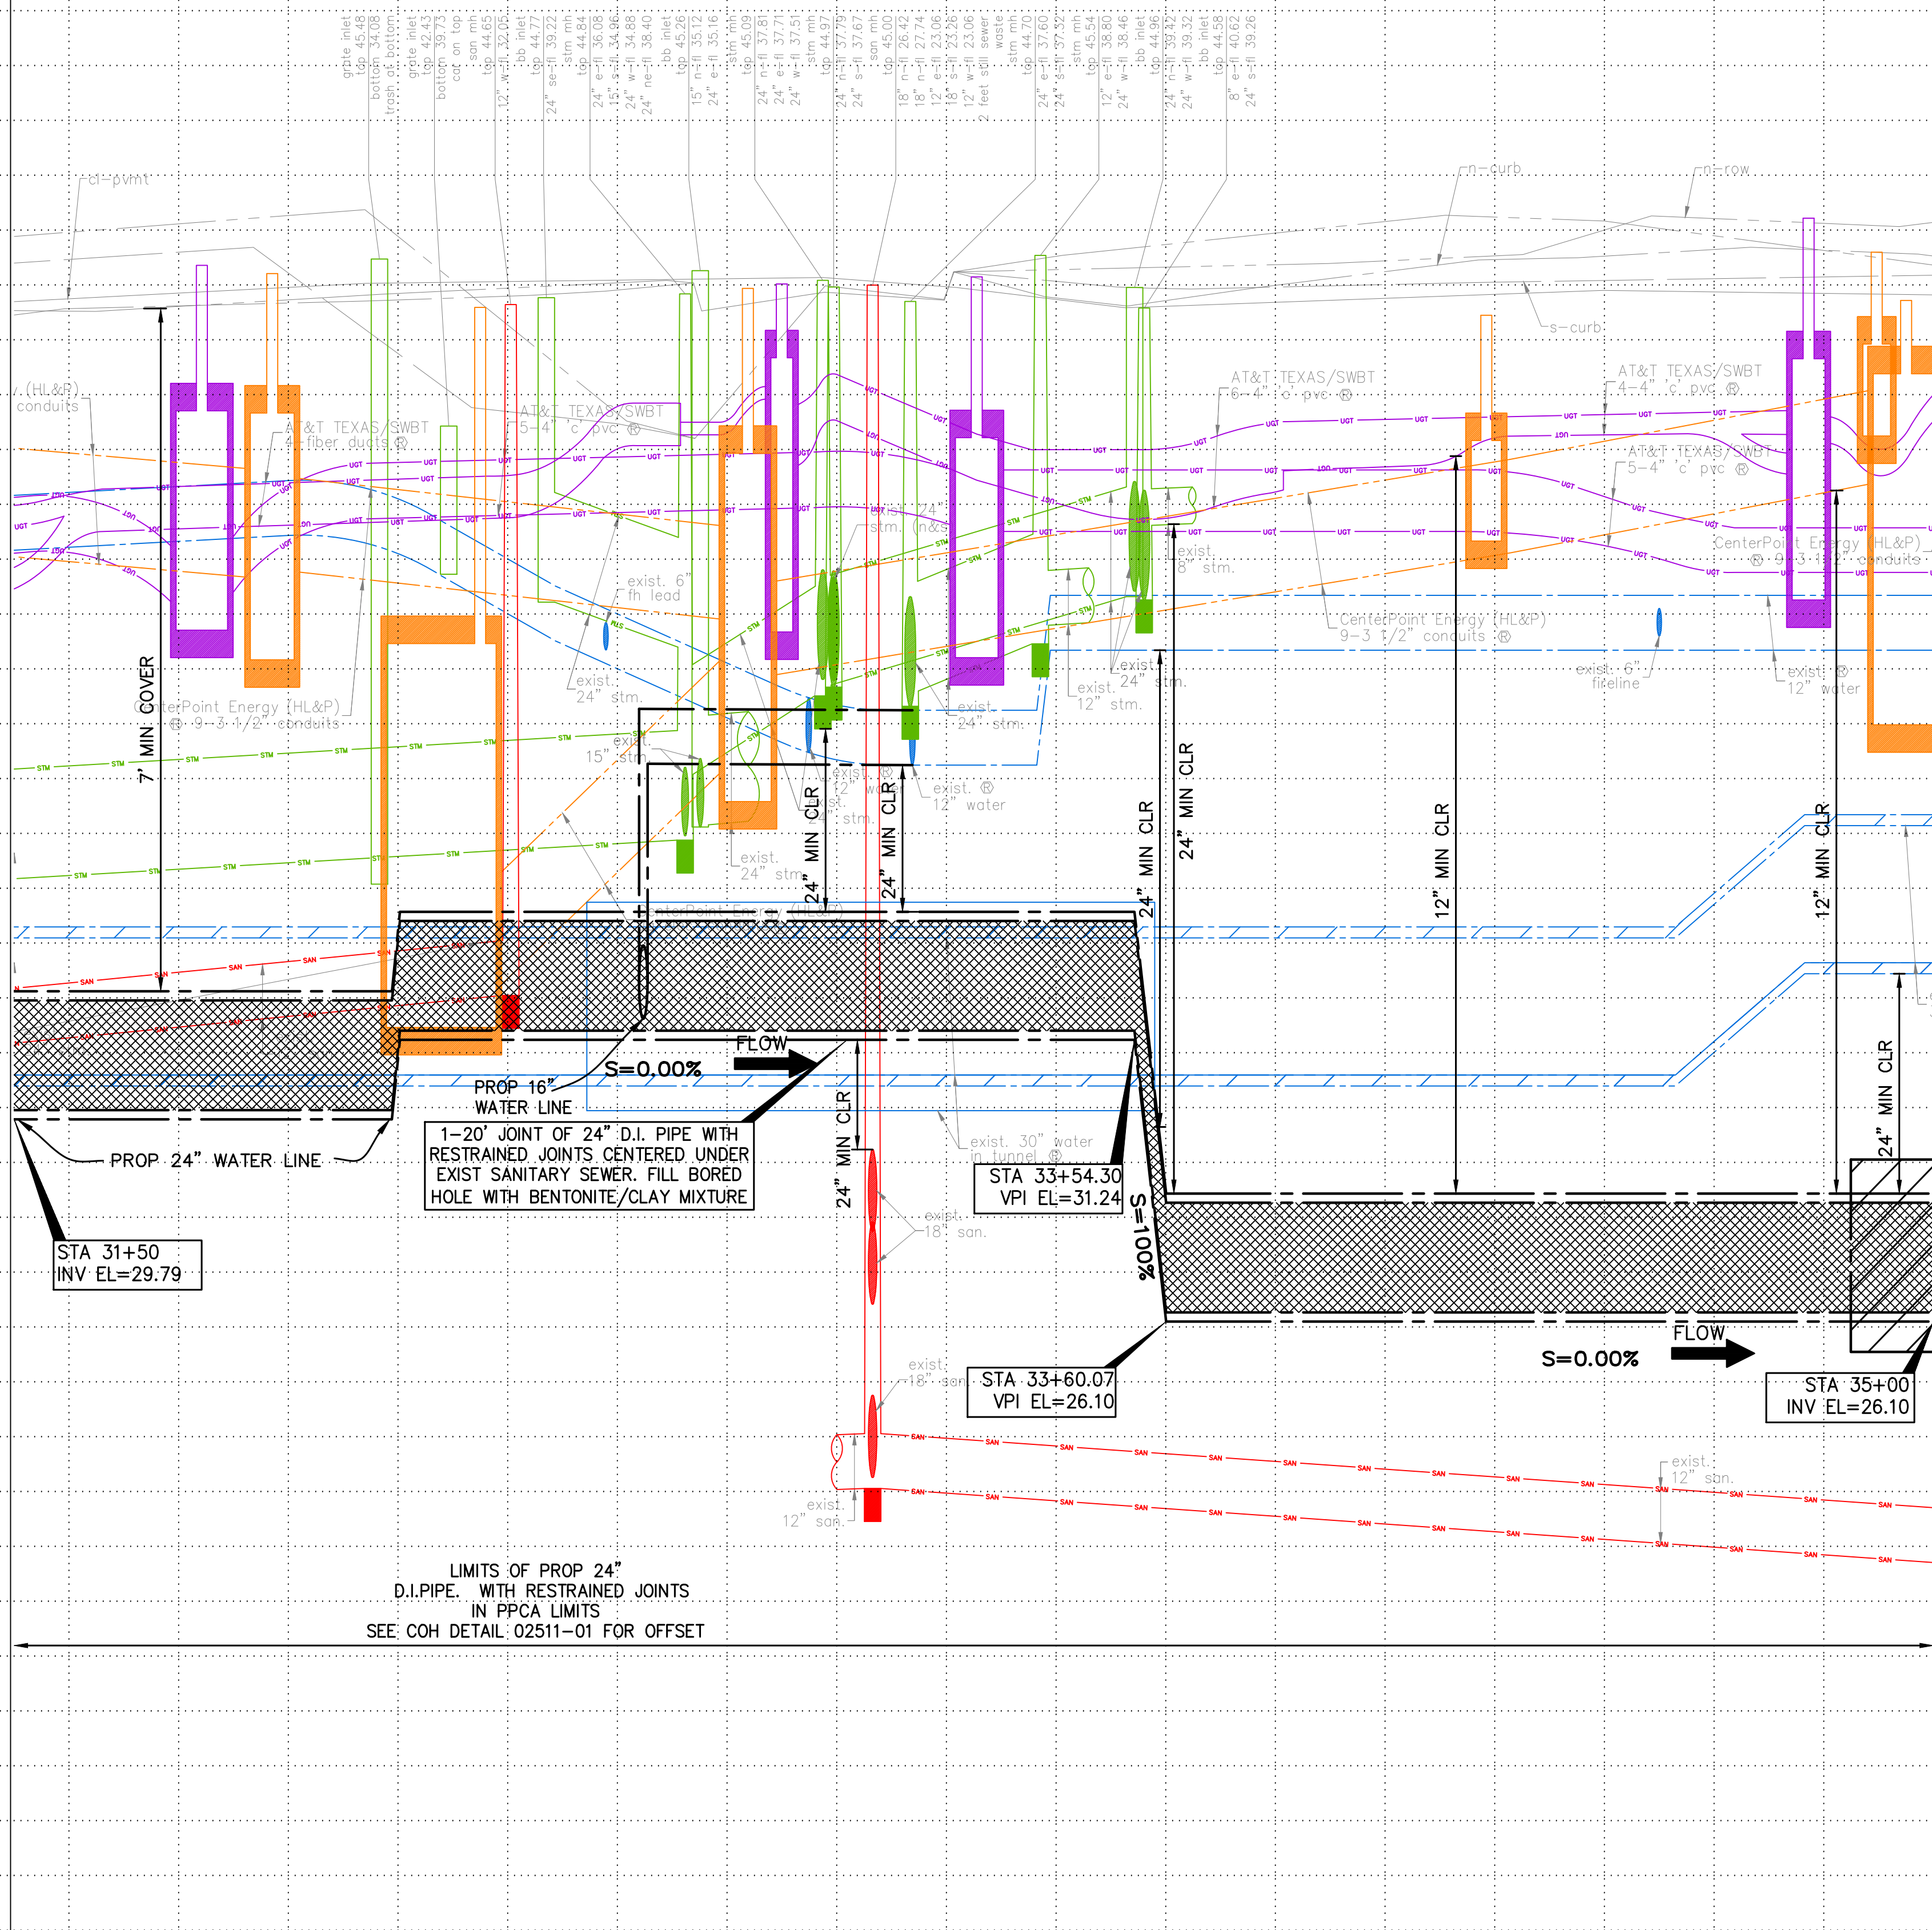 grate inlet
top 45.48
bottom 34.08
trash at bottom
grate inlet
top 42.43
bottom 39.73
car on top
san mh
top 44.65
12" w-fl 32.05
bb inlet
top 44.77
24" se-fl 39.22
stm mh
top 44.84
24" e-fl 36.08
15" s-fl 34.96
24" w-fl 34.88
24" ne-fl 38.40
bb inlet
top 45.26
15" n-fl 35.12
24" e-fl 35.16
stm mh
top 45.09
24" n-fl 37.81
24" e-fl 37.71
24" w-fl 37.51
stm mh
top 44.97
24" n-fl 37.79
24" s-fl 37.67
san mh
top 45.00
18" n-fl 26.42
18" n-fl 27.74
12" e-fl 23.06
18" s-fl 23.26
12" w-fl 23.06
2 feet still sewer
waste
stm mh
top 44.70
24" e-fl 37.60
24" s-fl 37.32
stm mh
top 45.54
12" e-fl 38.80
24" w-fl 38.46
bb inlet
top 44.96
24" n-fl 39.42
24" w-fl 39.32
bb inlet
top 44.58
8" e-fl 40.62
24" s-fl 39.26
cl-pvmt
n-curb
n-row
s-curb
(HL&P)
conduits
AT&T TEXAS/SWBT
4-fiber ducts ®
AT&T TEXAS/SWBT
5-4" 'c' pvc ®
AT&T TEXAS/SWBT
6-4" 'c' pvc ®
AT&T TEXAS/SWBT
4-4" 'c' pvc ®
AT&T TEXAS/SWBT
5-4" 'c' pvc ®
exist. 24"
stm. (n&s
exist.
8" stm.
CenterPoint Energy (HL&P)
® 9-3 1/2" conduits
exist. 6"
fh lead
CenterPoint Energy (HL&P)
9-3 1/2" conduits ®
exist. 6"
fireline
exist. ®
12" water
exist.
24" stm.
exist.
24" stm.
exist.
12" stm.
exist.
24" stm.
CenterPoint Energy (HL&P)
® 9-3 1/2" conduits
7' MIN. COVER
exist.
15" stm.
exist. ®
12" water
exist.
24" stm.
exist. ®
12" water
exist.
24" stm.
24" MIN CLR
24" MIN CLR
24" MIN CLR
24" MIN CLR
12" MIN CLR
12" MIN CLR
24" MIN CLR
CenterPoint Energy (HL&P)
S=0.00%
FLOW
PROP 16"
WATER LINE
1-20' JOINT OF 24" D.I. PIPE WITH
RESTRAINED JOINTS CENTERED UNDER
EXIST SANITARY SEWER. FILL BORED
HOLE WITH BENTONITE/CLAY MIXTURE
24" MIN CLR
exist. 30" water
in tunnel ®
PROP 24" WATER LINE
STA 33+54.30
VPI EL=31.24
S=100%
exist.
18" san.
STA 31+50
INV EL=29.79
exist.
18" san.
STA 33+60.07
VPI EL=26.10
S=0.00%
FLOW
STA 35+00
INV EL=26.10
exist.
12" san.
exist.
12" san.
LIMITS OF PROP 24"
D.I.PIPE. WITH RESTRAINED JOINTS
IN PPCA LIMITS
SEE COH DETAIL 02511-01 FOR OFFSET